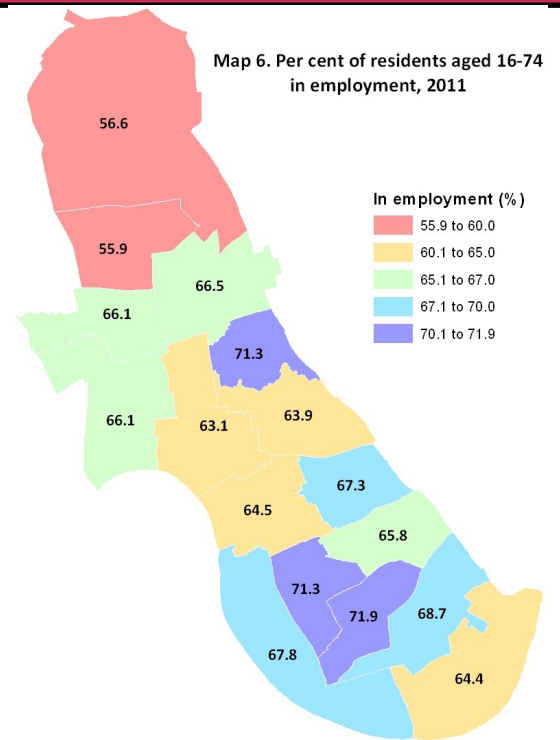 Map 6. Per cent of residents aged 16-74
in employment, 2011
56.6
In employment (%)
55.9 to 60.0
60.1 to 65.0
65.1 to 67.0
67.1 to 70.0
70.1 to 71.9
55.9
66.5
66.1
71.3
66.1
63.1
63.9
67.3
64.5
65.8
71.3
71.9
68.7
67.8
64.4